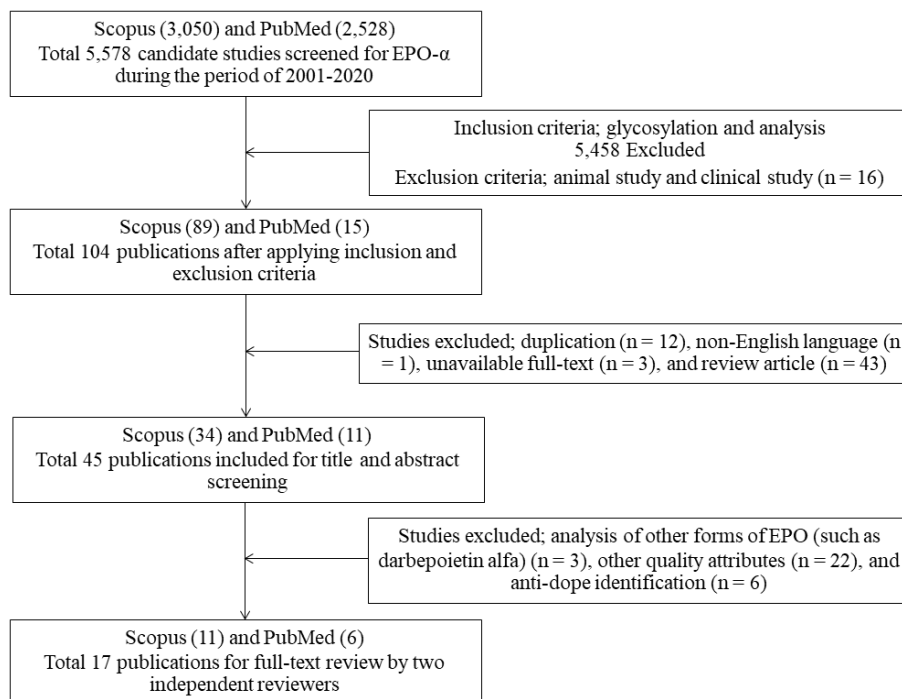 Scopus (3,050) and PubMed (2,528)
Total 5,578 candidate studies screened for EPO-α
during the period of 2001-2020
Inclusion criteria; glycosylation and analysis
5,458 Excluded
Exclusion criteria; animal study and clinical study (n = 16)
Scopus (89) and PubMed (15)
Total 104 publications after applying inclusion and
exclusion criteria
Studies excluded; duplication (n = 12), non-English language (n
= 1), unavailable full-text (n = 3), and review article (n = 43)
Scopus (34) and PubMed (11)
Total 45 publications included for title and abstract
screening
Studies excluded; analysis of other forms of EPO (such as
darbepoietin alfa) (n = 3), other quality attributes (n = 22), and
anti-dope identification (n = 6)
Scopus (11) and PubMed (6)
Total 17 publications for full-text review by two
independent reviewers